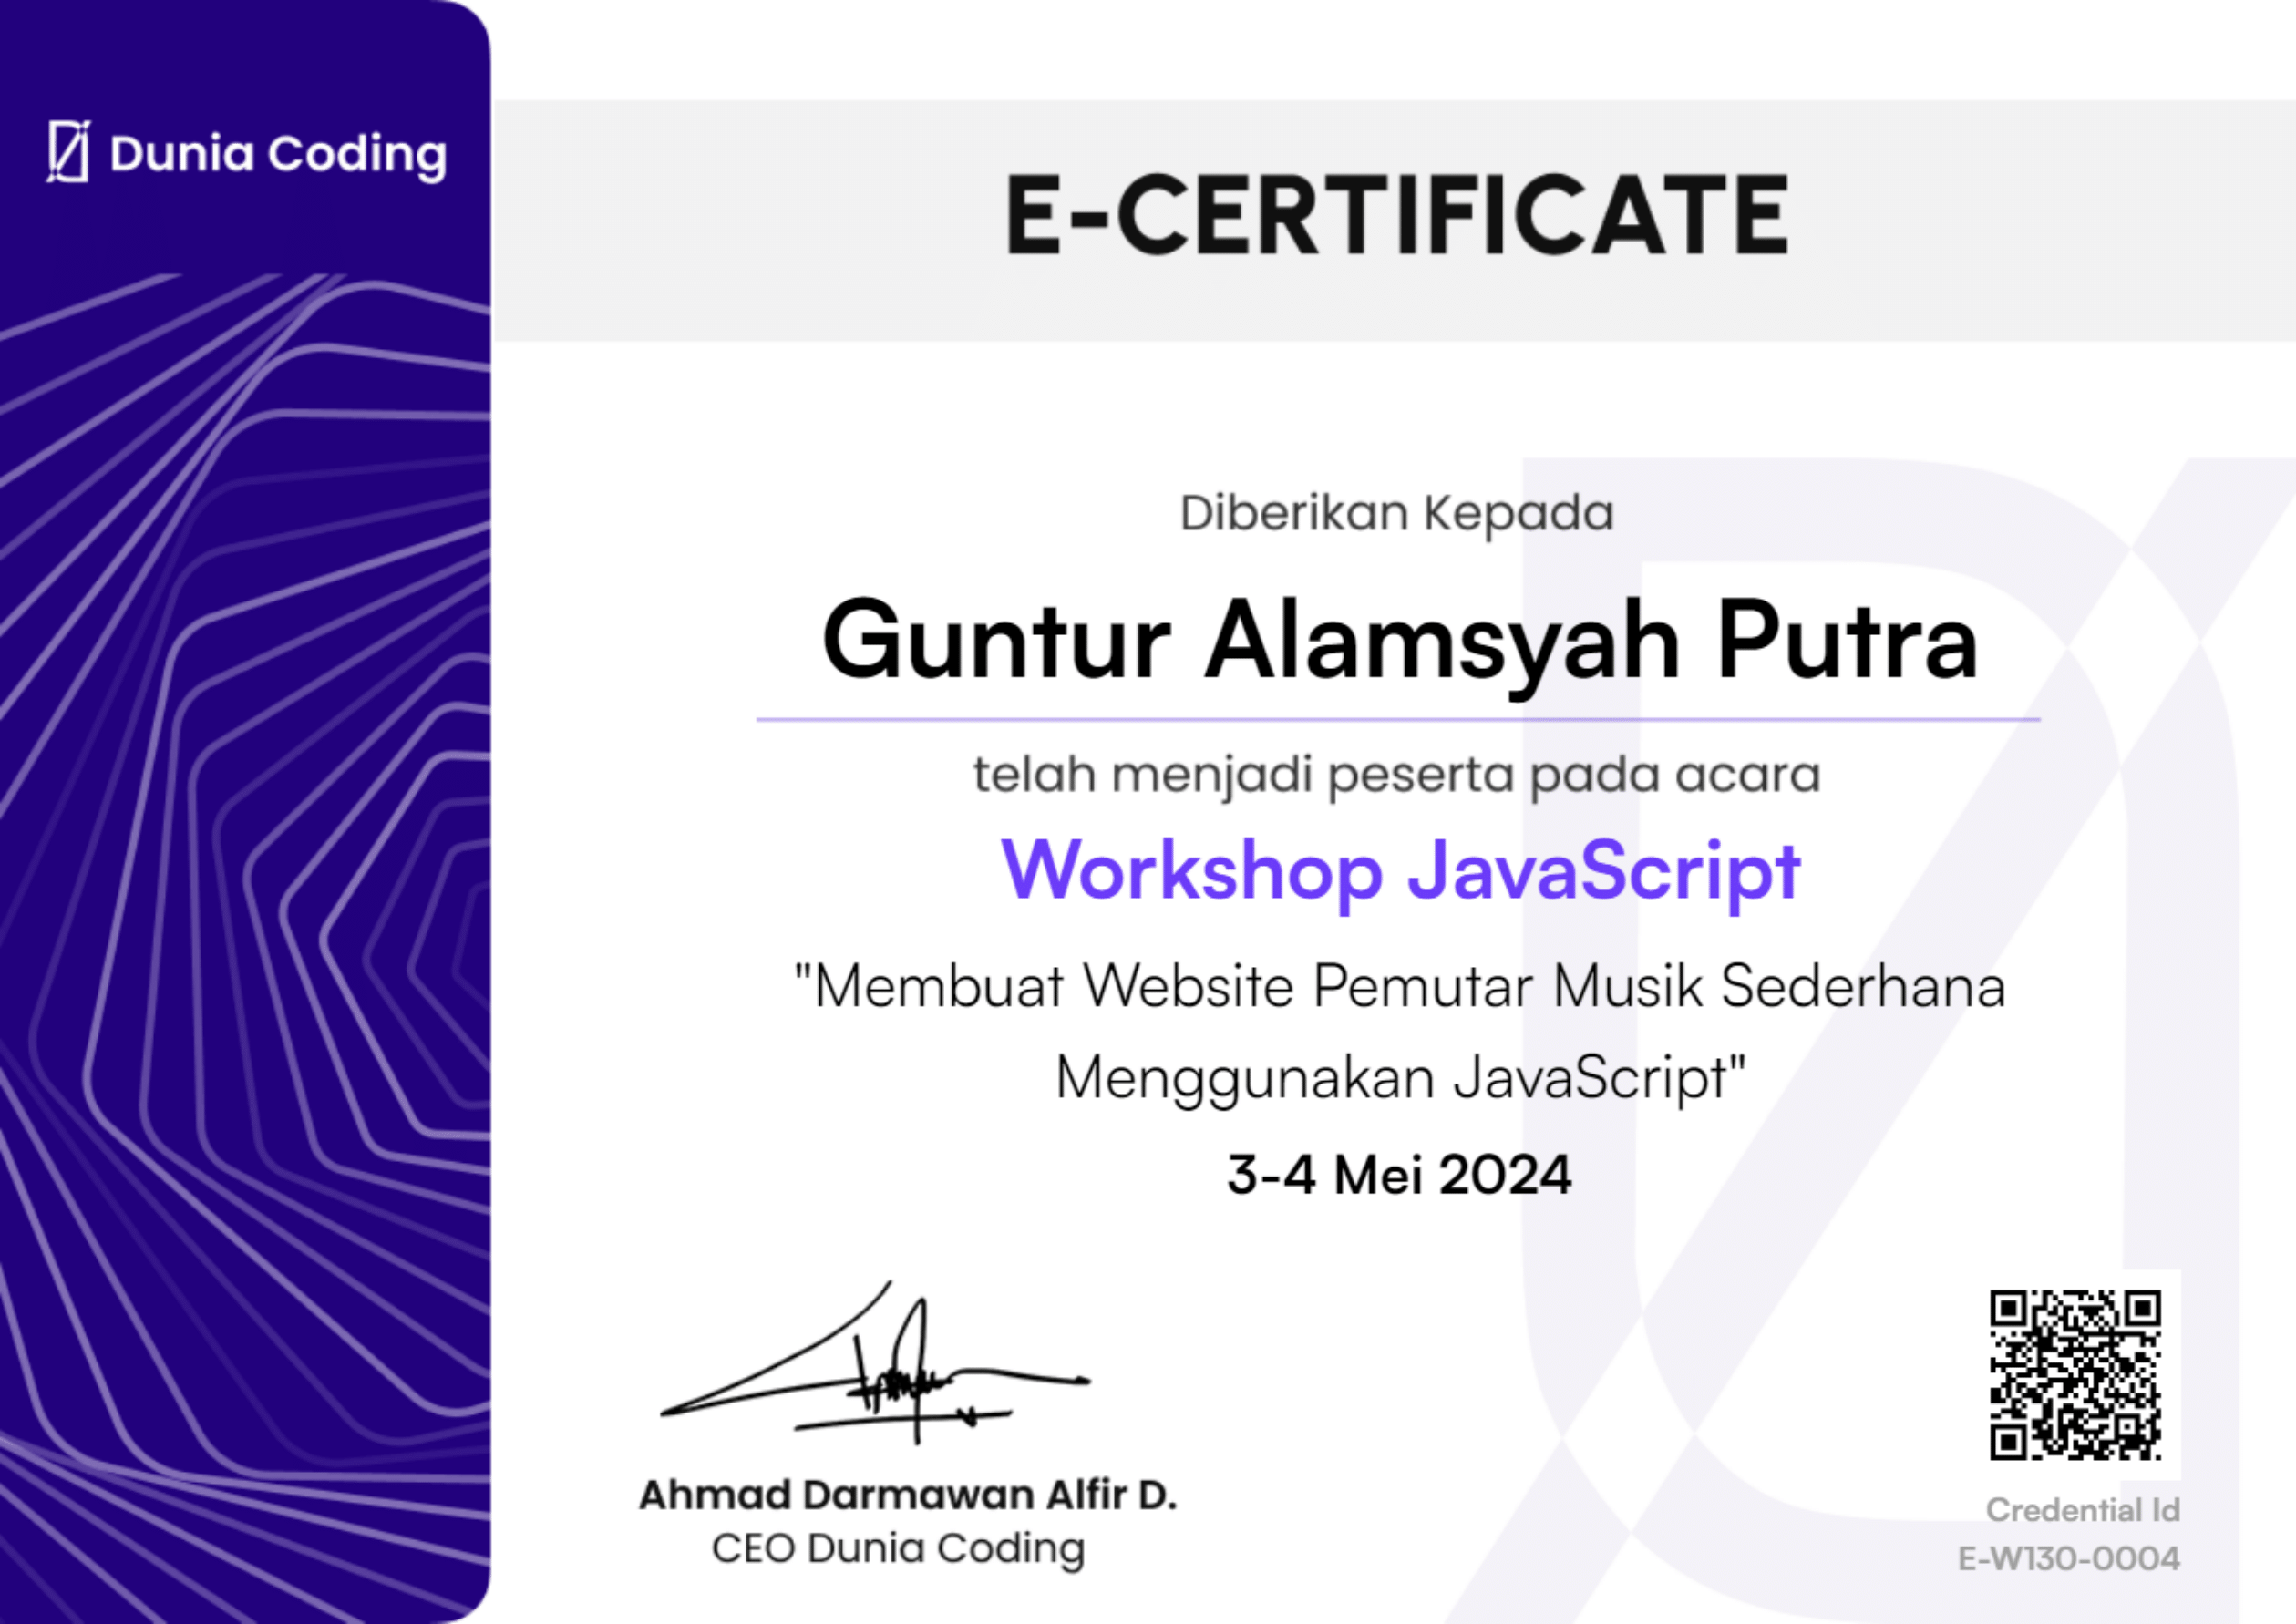 Dunia Coding
E-CERTIFICATE
Diberikan Kepada
Guntur Alamsyah Putra
telah menjadi peserta pada acara
Workshop JavaScript
"Membuat Website Pemutar Musik Sederhana
Menggunakan JavaScript"
3-4 Mei 2024
Ahmad Darmawan Alfir D.
CEO Dunia Coding
Credential Id
E-W130-0004